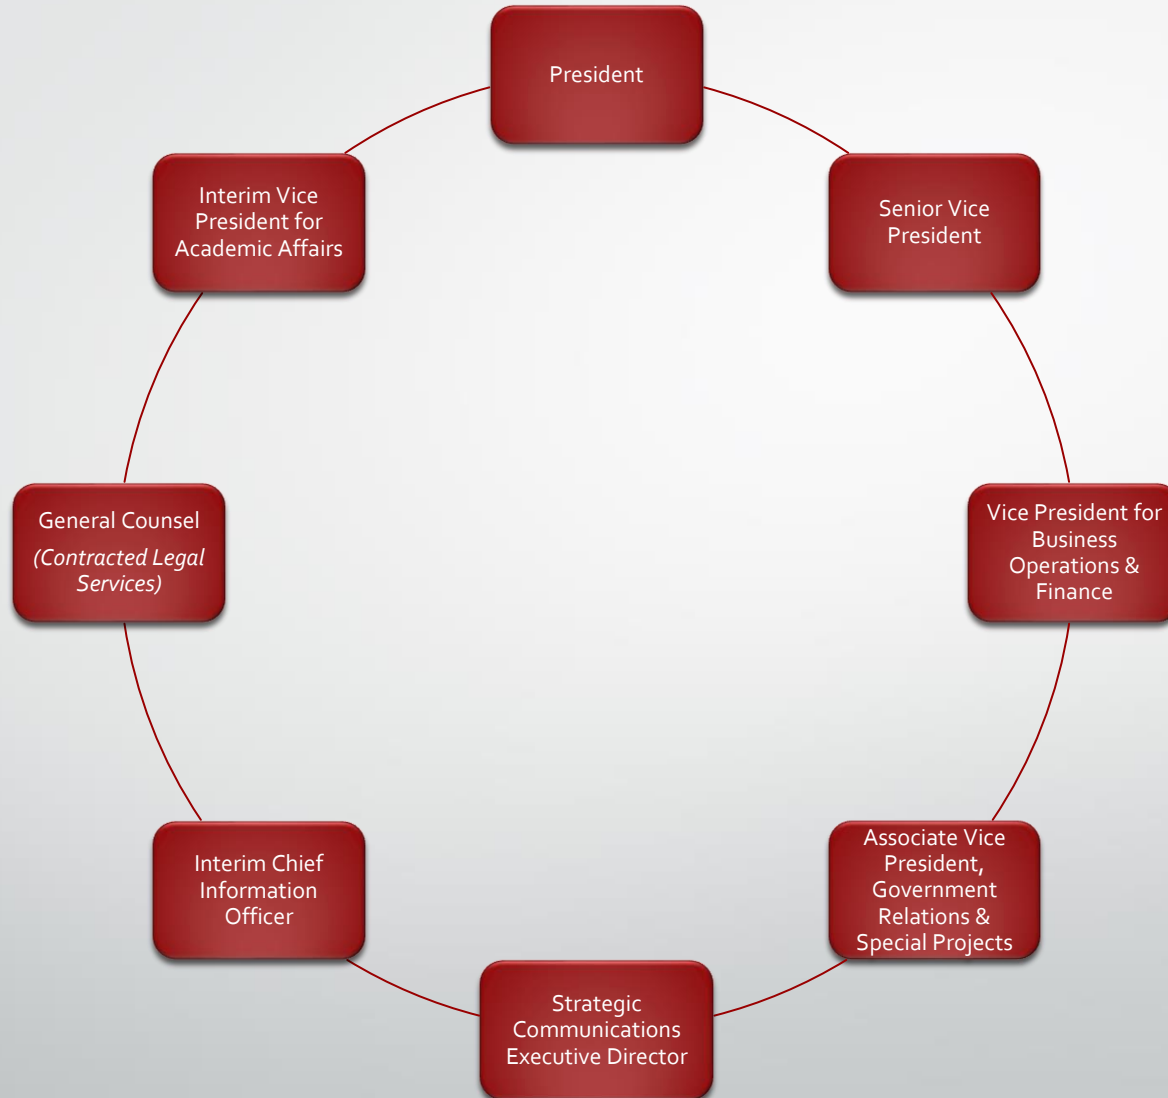 President
Senior Vice
President
Vice President for
Business
Operations &
Finance
Associate Vice
President,
Government
Relations &
Special Projects
Strategic
Communications
Executive Director
Interim Chief
Information
Officer
General Counsel
(Contracted Legal
Services)
Interim Vice
President for
Academic Affairs